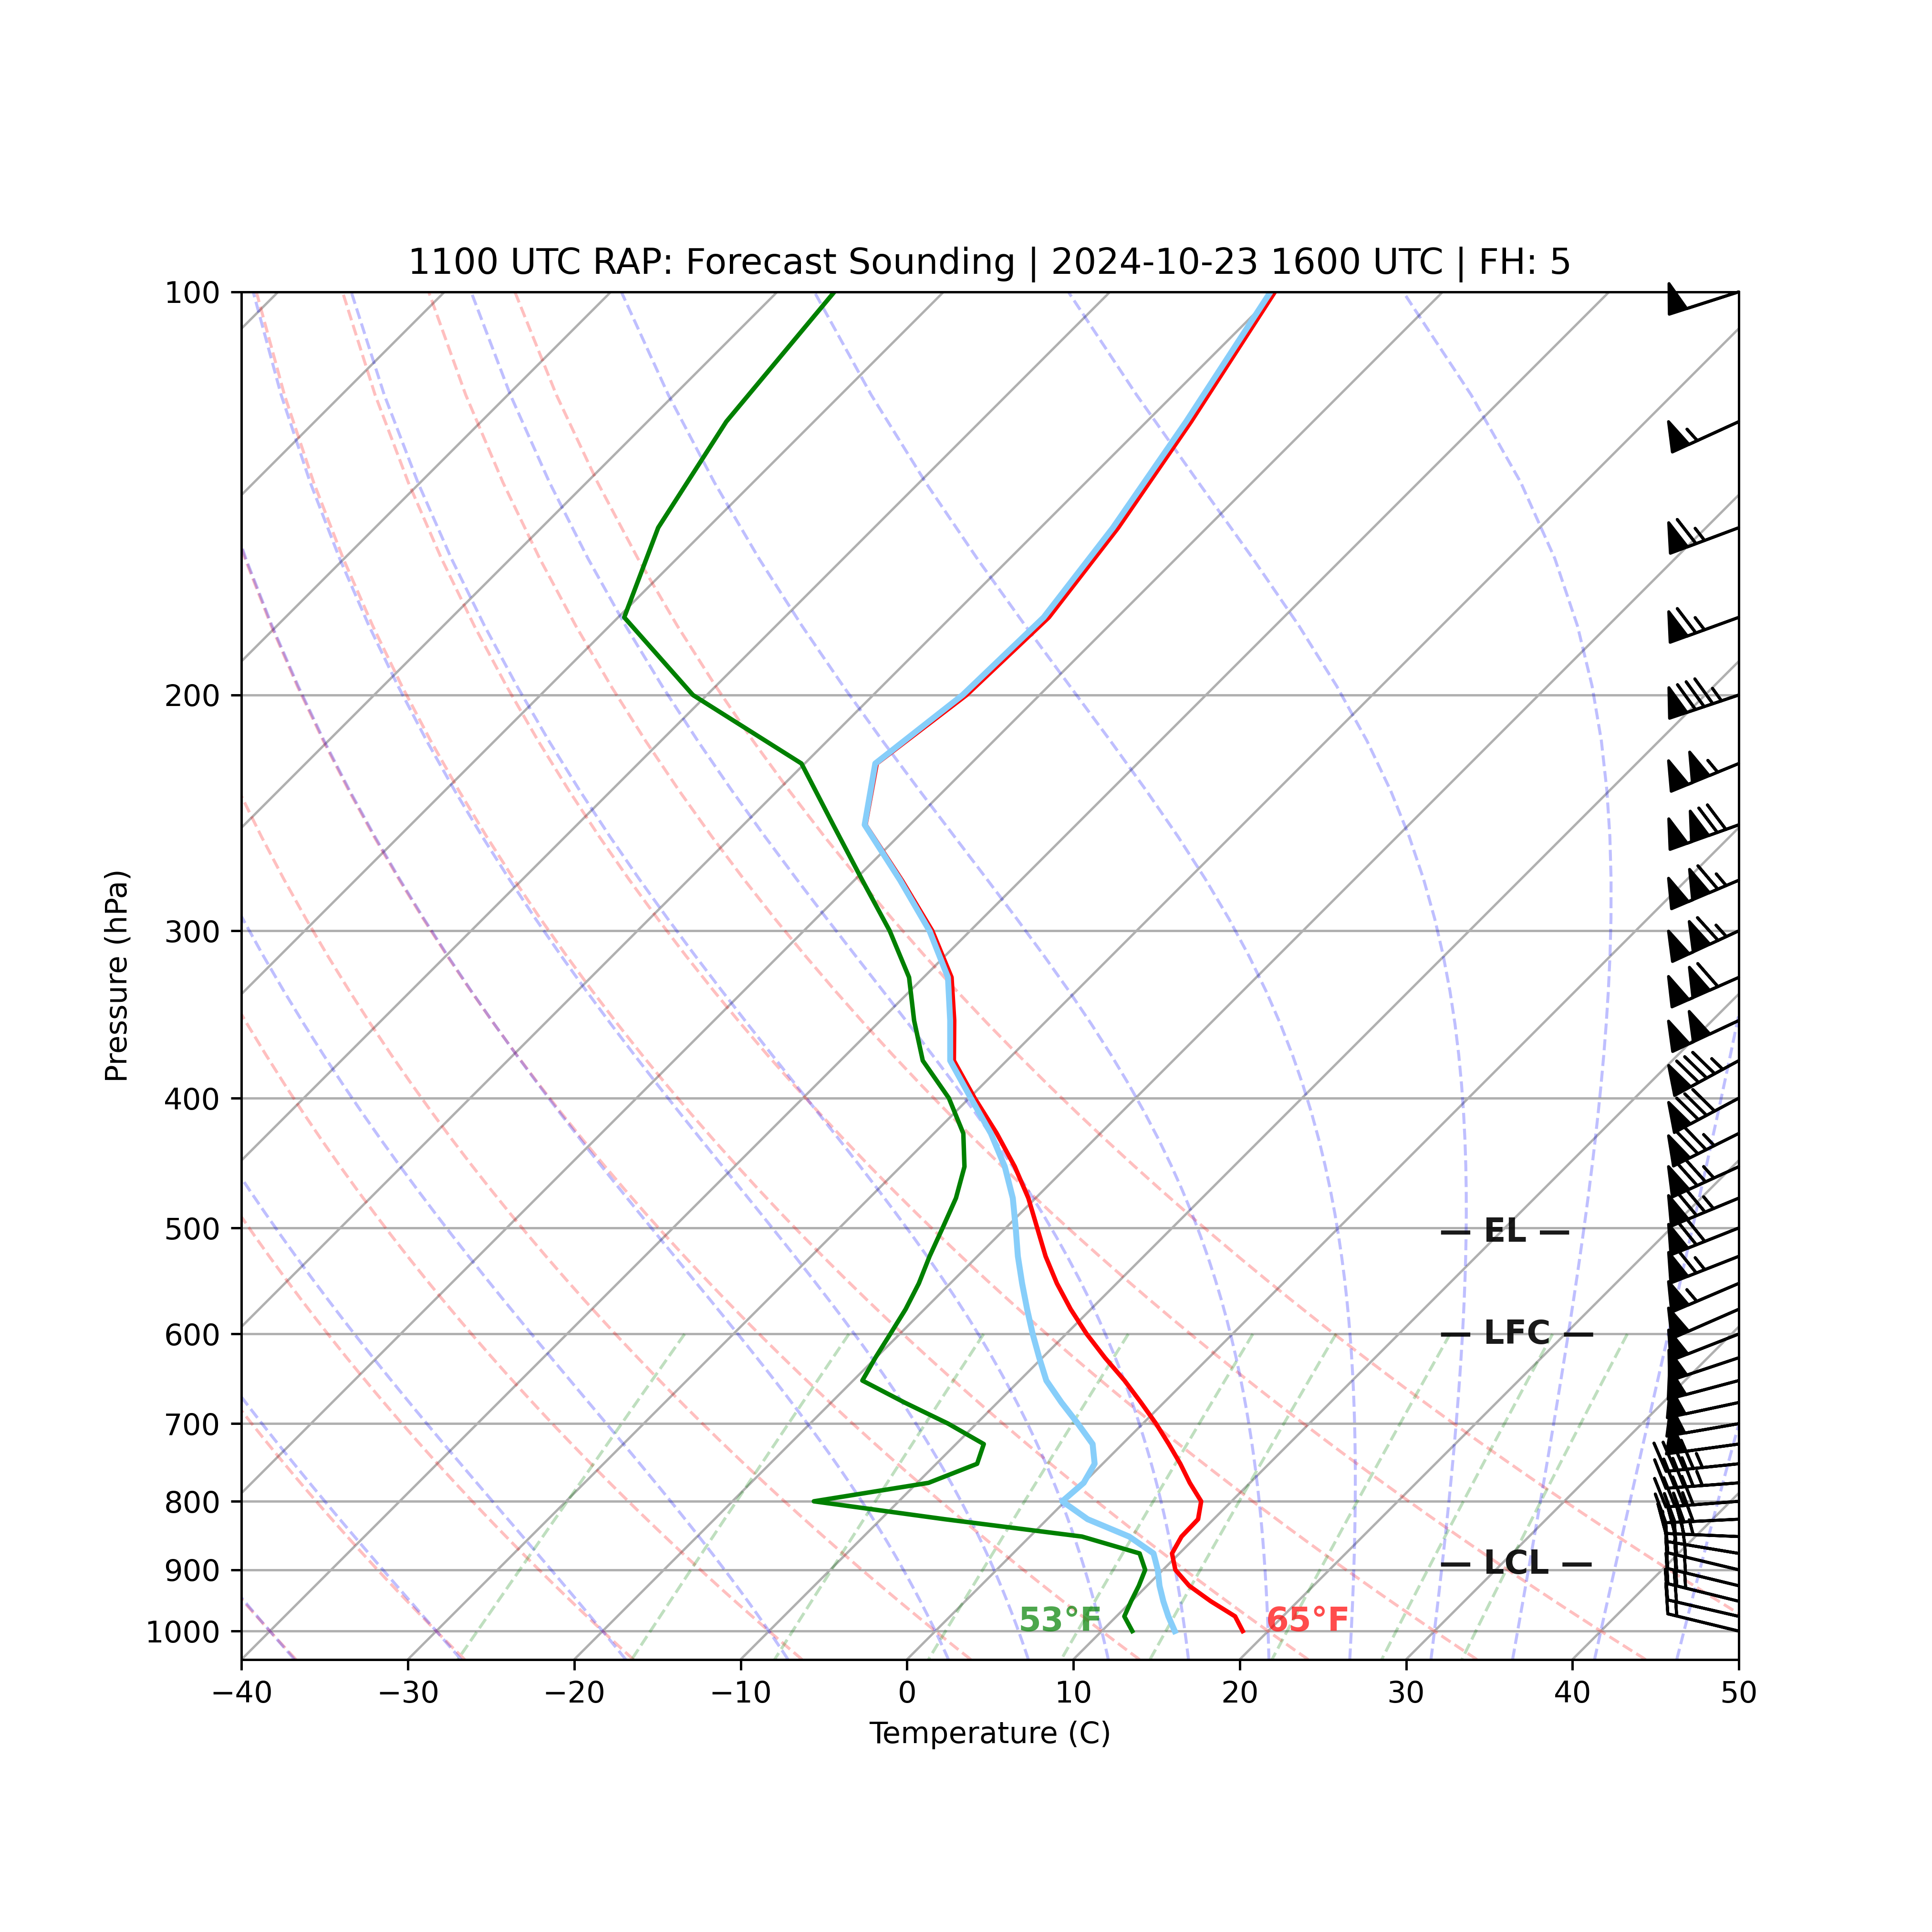 1100 UTC RAP: Forecast Sounding | 2024-10-23 1600 UTC | FH: 5
100
200
300
400
500
600
700
800
900
1000
Pressure (hPa)
— EL —
— LFC —
— LCL —
53°F
65°F
−40 −30 −20 −10 0 10 20 30 40 50
Temperature (C)